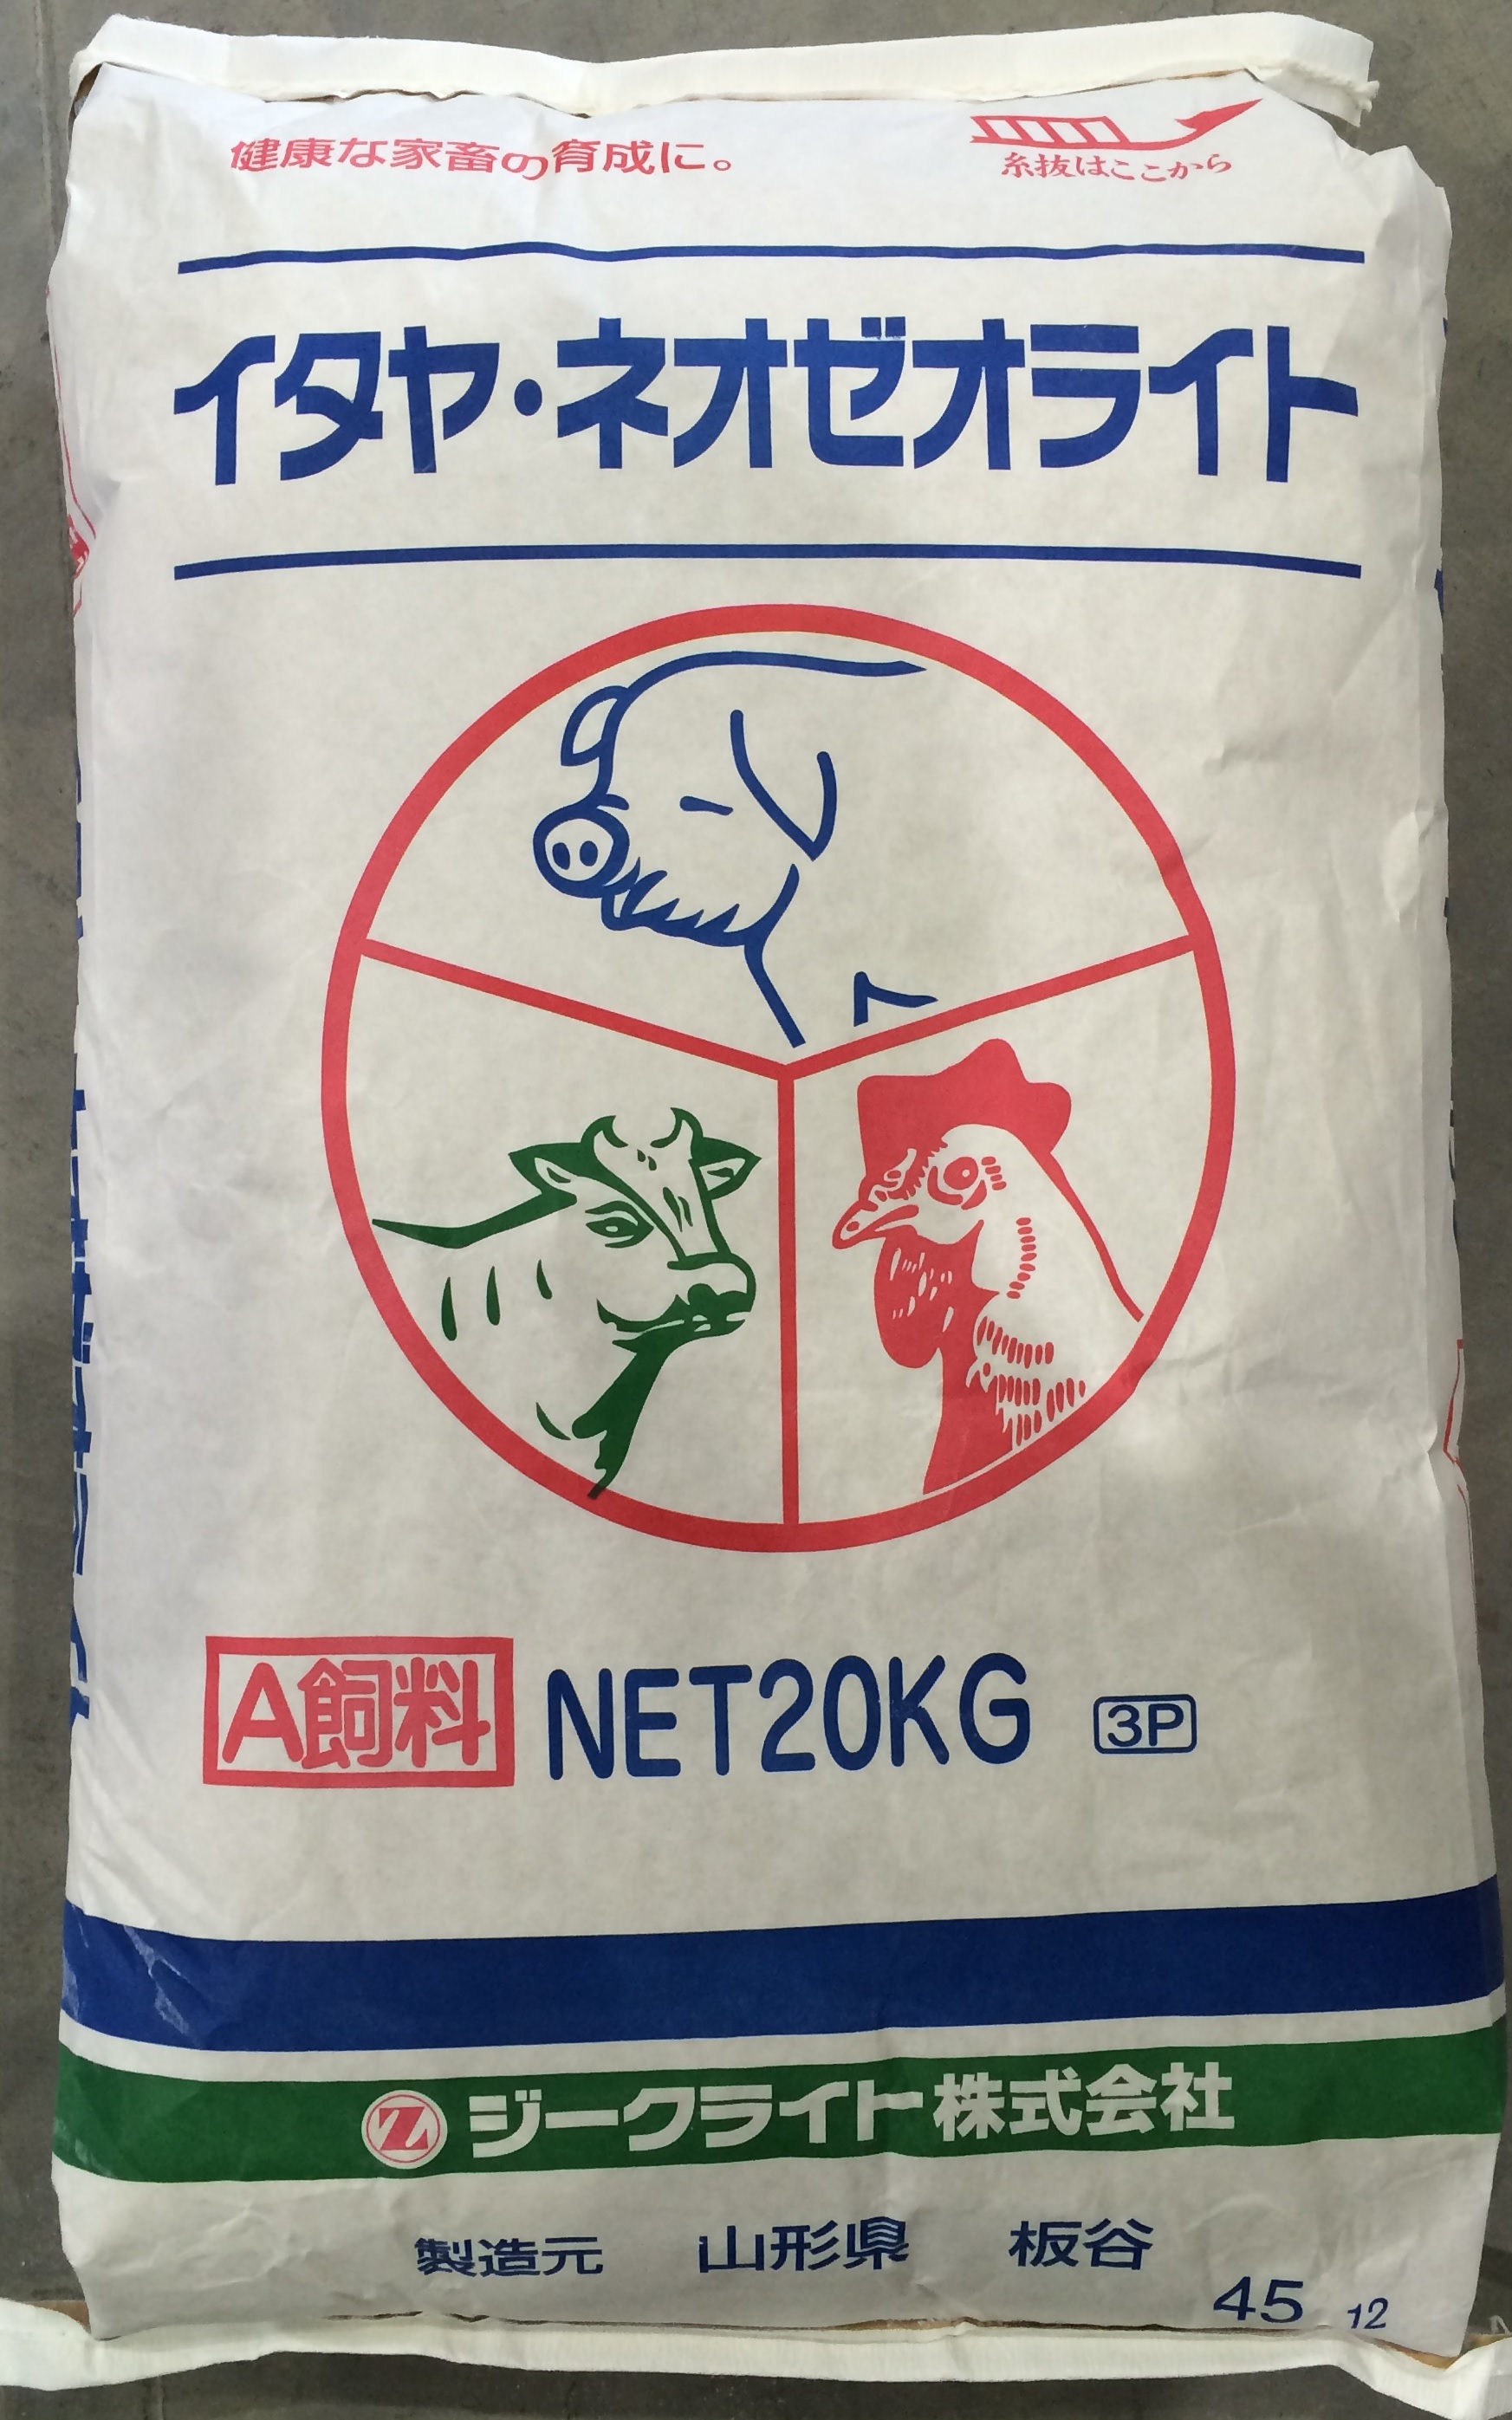 健康な家畜の育成に。
糸抜はここから
イタヤ・ネオゼオライト
A飼料 NET20KG 3P
Z ジークライト株式会社
製造元 山形県 板谷
45 12